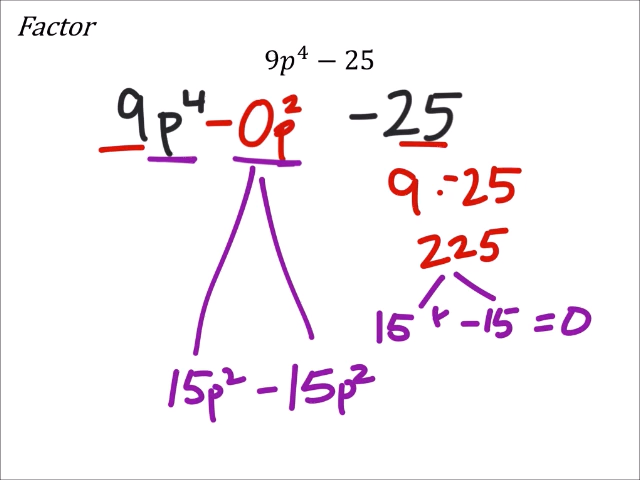 Factor
9p⁴ − 25
9p⁴ - 0p² - 25
9 · -25
225
15 + -15 = 0
15p² - 15p²